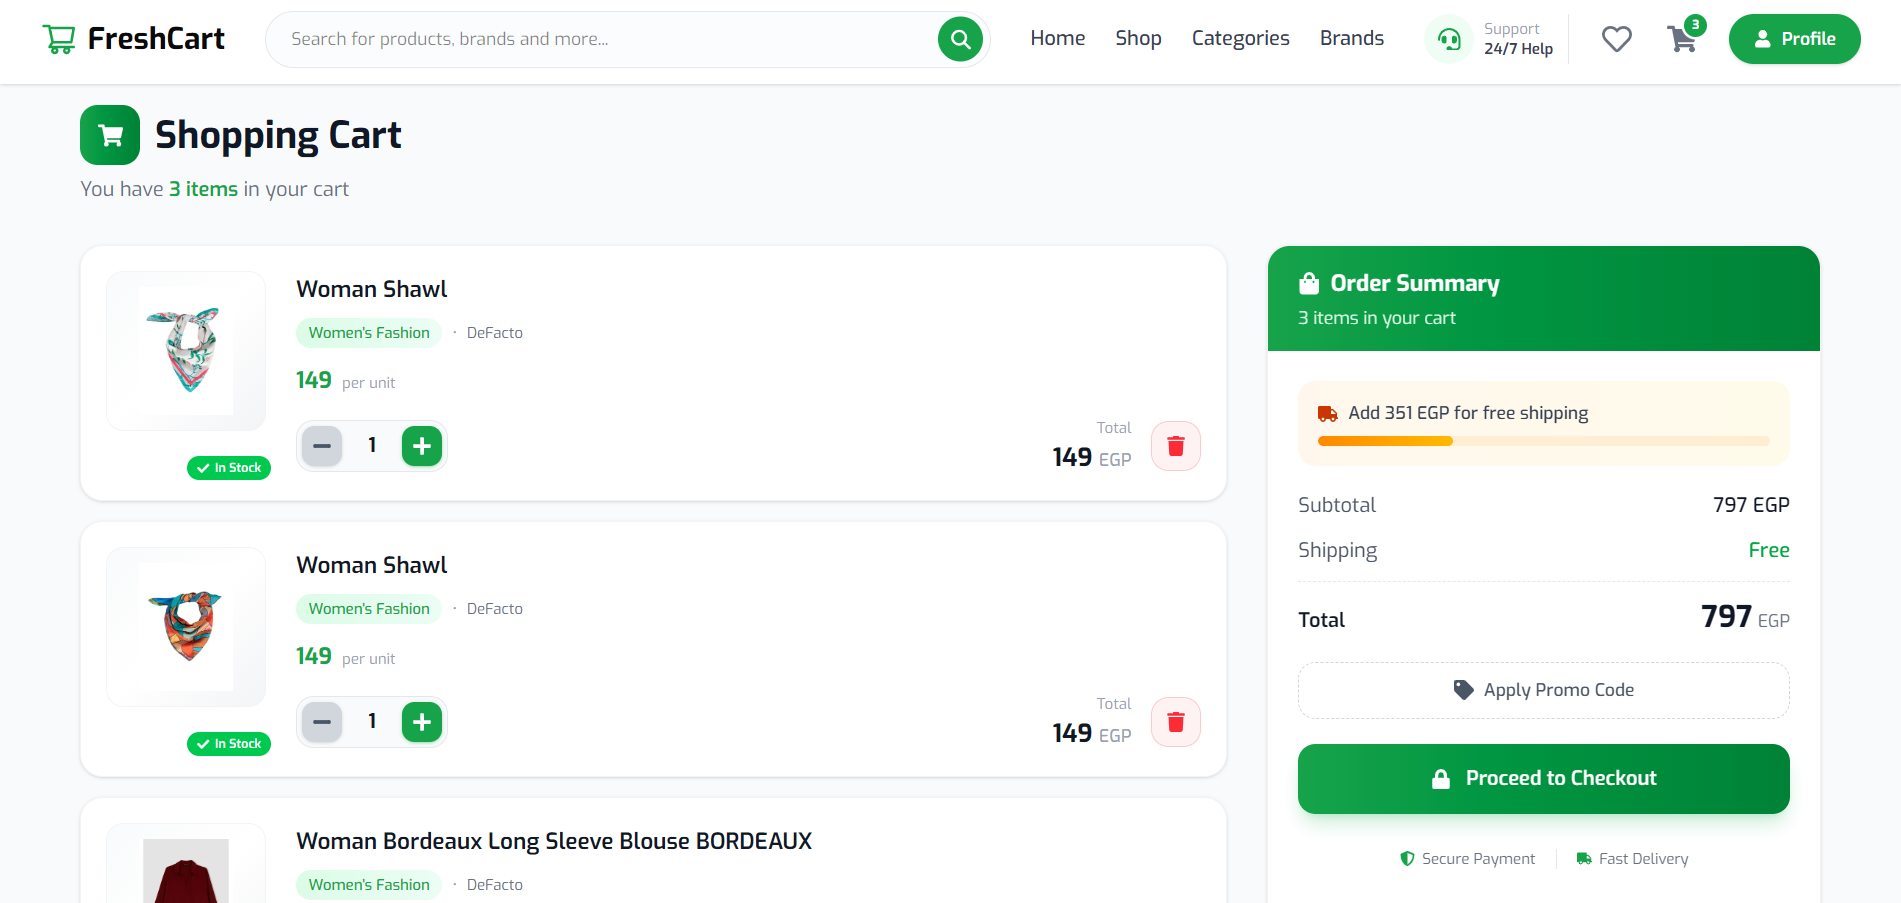 FreshCart
Search for products, brands and more...
Home
Shop
Categories
Brands
Support
24/7 Help
3
Profile
Shopping Cart
You have 3 items in your cart
Woman Shawl
Women's Fashion · DeFacto
149 per unit
1
Total
149 EGP
In Stock
Woman Shawl
Women's Fashion · DeFacto
149 per unit
1
Total
149 EGP
In Stock
Woman Bordeaux Long Sleeve Blouse BORDEAUX
Women's Fashion · DeFacto
Order Summary
3 items in your cart
Add 351 EGP for free shipping
Subtotal 797 EGP
Shipping Free
Total 797 EGP
Apply Promo Code
Proceed to Checkout
Secure Payment
Fast Delivery